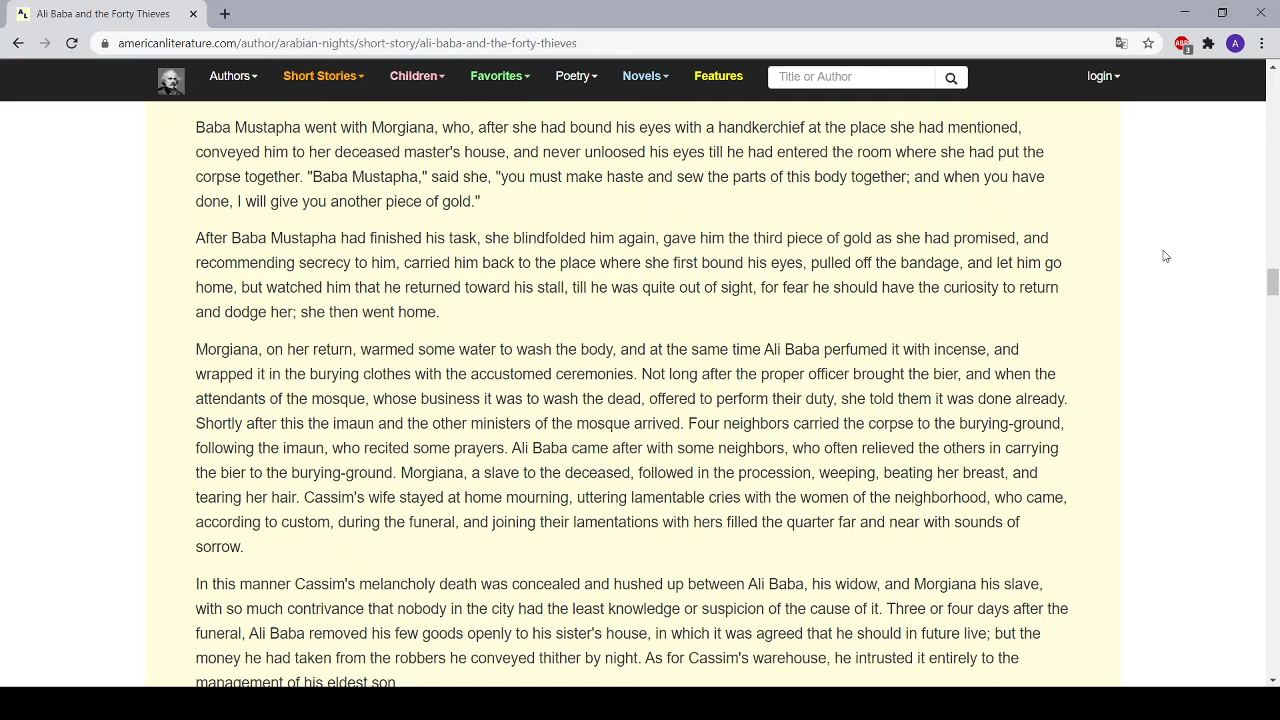 Ali Baba and the Forty Thieves
americanliterature.com/author/arabian-nights/short-story/ali-baba-and-the-forty-thieves
ABP
3
A
Authors Short Stories Children Favorites Poetry Novels Features Title or Author login
Baba Mustapha went with Morgiana, who, after she had bound his eyes with a handkerchief at the place she had mentioned,
conveyed him to her deceased master's house, and never unloosed his eyes till he had entered the room where she had put the
corpse together. "Baba Mustapha," said she, "you must make haste and sew the parts of this body together; and when you have
done, I will give you another piece of gold."
After Baba Mustapha had finished his task, she blindfolded him again, gave him the third piece of gold as she had promised, and
recommending secrecy to him, carried him back to the place where she first bound his eyes, pulled off the bandage, and let him go
home, but watched him that he returned toward his stall, till he was quite out of sight, for fear he should have the curiosity to return
and dodge her; she then went home.
Morgiana, on her return, warmed some water to wash the body, and at the same time Ali Baba perfumed it with incense, and
wrapped it in the burying clothes with the accustomed ceremonies. Not long after the proper officer brought the bier, and when the
attendants of the mosque, whose business it was to wash the dead, offered to perform their duty, she told them it was done already.
Shortly after this the imaun and the other ministers of the mosque arrived. Four neighbors carried the corpse to the burying-ground,
following the imaun, who recited some prayers. Ali Baba came after with some neighbors, who often relieved the others in carrying
the bier to the burying-ground. Morgiana, a slave to the deceased, followed in the procession, weeping, beating her breast, and
tearing her hair. Cassim's wife stayed at home mourning, uttering lamentable cries with the women of the neighborhood, who came,
according to custom, during the funeral, and joining their lamentations with hers filled the quarter far and near with sounds of
sorrow.
In this manner Cassim's melancholy death was concealed and hushed up between Ali Baba, his widow, and Morgiana his slave,
with so much contrivance that nobody in the city had the least knowledge or suspicion of the cause of it. Three or four days after the
funeral, Ali Baba removed his few goods openly to his sister's house, in which it was agreed that he should in future live; but the
money he had taken from the robbers he conveyed thither by night. As for Cassim's warehouse, he intrusted it entirely to the
management of his eldest son